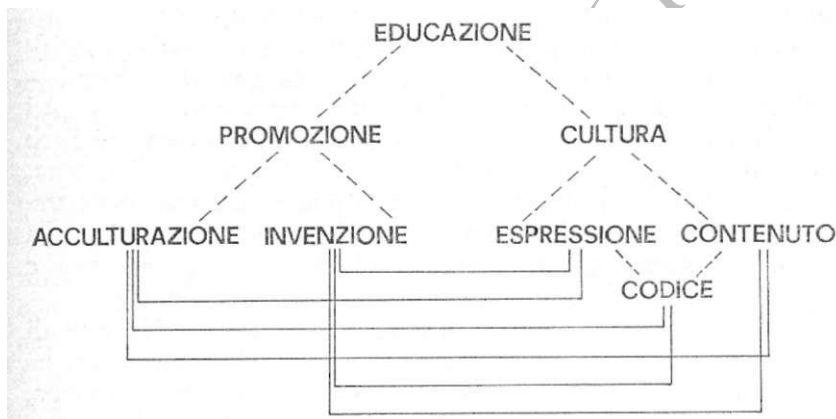 EDUCAZIONE
PROMOZIONE CULTURA
ACCULTURAZIONE INVENZIONE ESPRESSIONE CONTENUTO
CODICE